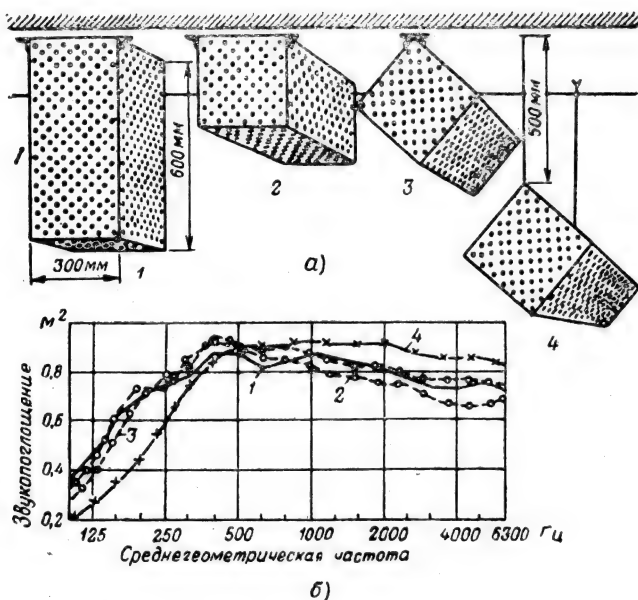 600 мм
500 мм
300 мм
1
2
3
4
а)
м²
Звукопоглощение
0,8
0,6
0,4
0,2
1
2
3
4
125
250
500
1000
2000
4000
6300
Гц
Среднегеометрическая частота
б)